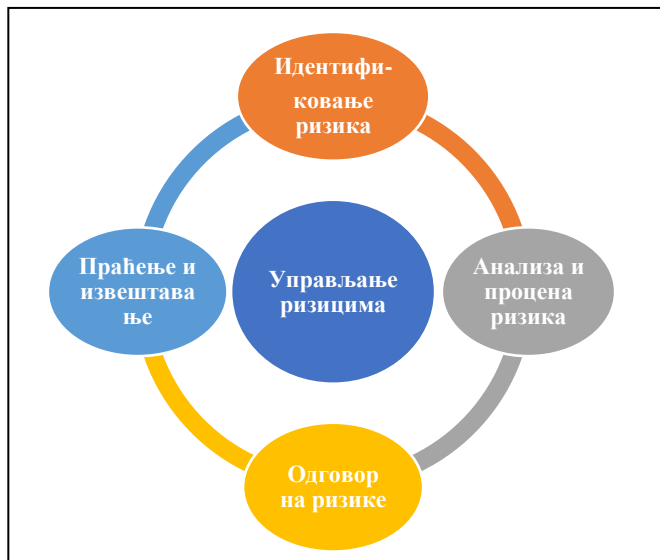 Идентифи-
ковање
ризика
Праћење и
извештава
ње
Управљање
ризицима
Анализа и
процена
ризика
Одговор
на ризике